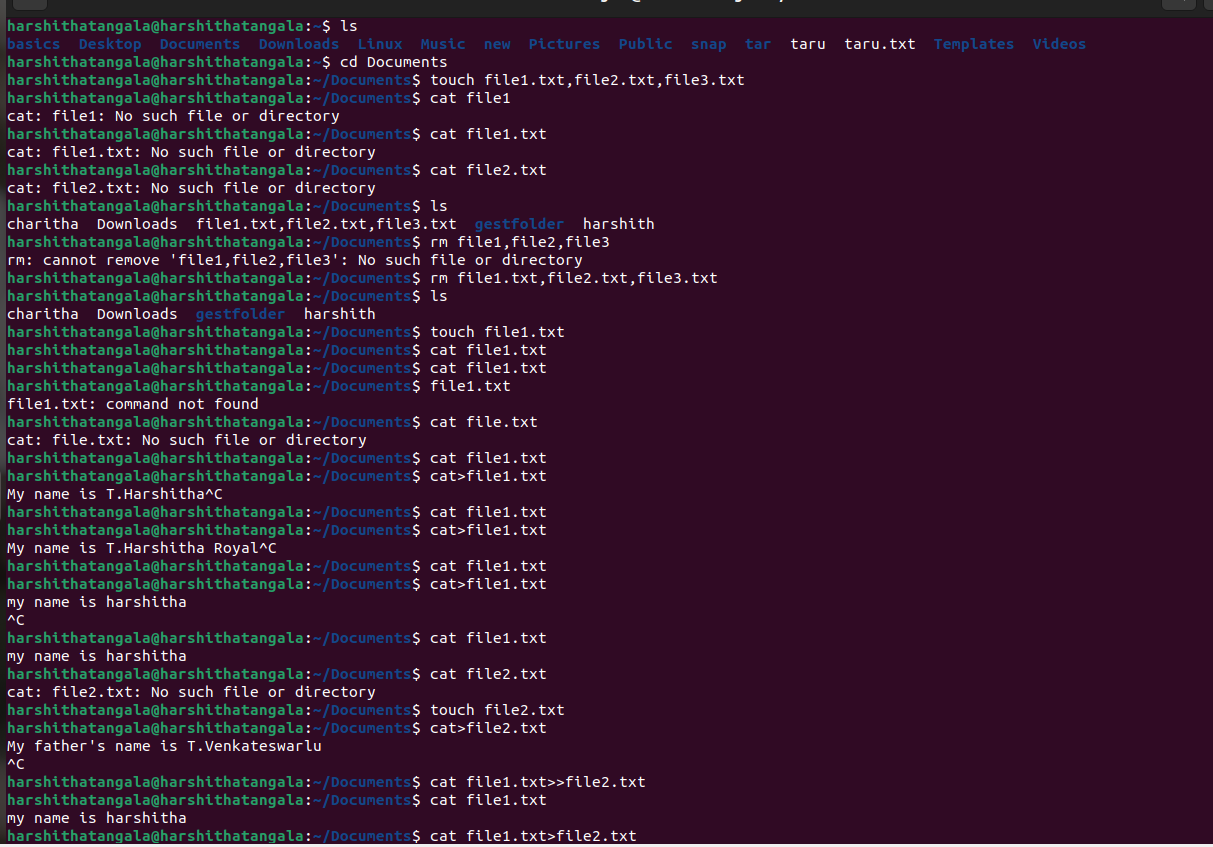 harshithatangala@harshithatangala:~$ ls
basics  Desktop  Documents  Downloads  Linux  Music  new  Pictures  Public  snap  tar  taru  taru.txt  Templates  Videos
harshithatangala@harshithatangala:~$ cd Documents
harshithatangala@harshithatangala:~/Documents$ touch file1.txt,file2.txt,file3.txt
harshithatangala@harshithatangala:~/Documents$ cat file1
cat: file1: No such file or directory
harshithatangala@harshithatangala:~/Documents$ cat file1.txt
cat: file1.txt: No such file or directory
harshithatangala@harshithatangala:~/Documents$ cat file2.txt
cat: file2.txt: No such file or directory
harshithatangala@harshithatangala:~/Documents$ ls
charitha  Downloads  file1.txt,file2.txt,file3.txt  gestfolder  harshith
harshithatangala@harshithatangala:~/Documents$ rm file1,file2,file3
rm: cannot remove 'file1,file2,file3': No such file or directory
harshithatangala@harshithatangala:~/Documents$ rm file1.txt,file2.txt,file3.txt
harshithatangala@harshithatangala:~/Documents$ ls
charitha  Downloads  gestfolder  harshith
harshithatangala@harshithatangala:~/Documents$ touch file1.txt
harshithatangala@harshithatangala:~/Documents$ cat file1.txt
harshithatangala@harshithatangala:~/Documents$ cat file1.txt
harshithatangala@harshithatangala:~/Documents$ file1.txt
file1.txt: command not found
harshithatangala@harshithatangala:~/Documents$ cat file.txt
cat: file.txt: No such file or directory
harshithatangala@harshithatangala:~/Documents$ cat file1.txt
harshithatangala@harshithatangala:~/Documents$ cat>file1.txt
My name is T.Harshitha^C
harshithatangala@harshithatangala:~/Documents$ cat file1.txt
harshithatangala@harshithatangala:~/Documents$ cat>file1.txt
My name is T.Harshitha Royal^C
harshithatangala@harshithatangala:~/Documents$ cat file1.txt
harshithatangala@harshithatangala:~/Documents$ cat>file1.txt
my name is harshitha
^C
harshithatangala@harshithatangala:~/Documents$ cat file1.txt
my name is harshitha
harshithatangala@harshithatangala:~/Documents$ cat file2.txt
cat: file2.txt: No such file or directory
harshithatangala@harshithatangala:~/Documents$ touch file2.txt
harshithatangala@harshithatangala:~/Documents$ cat>file2.txt
My father's name is T.Venkateswarlu
^C
harshithatangala@harshithatangala:~/Documents$ cat file1.txt>>file2.txt
harshithatangala@harshithatangala:~/Documents$ cat file1.txt
my name is harshitha
harshithatangala@harshithatangala:~/Documents$ cat file1.txt>file2.txt